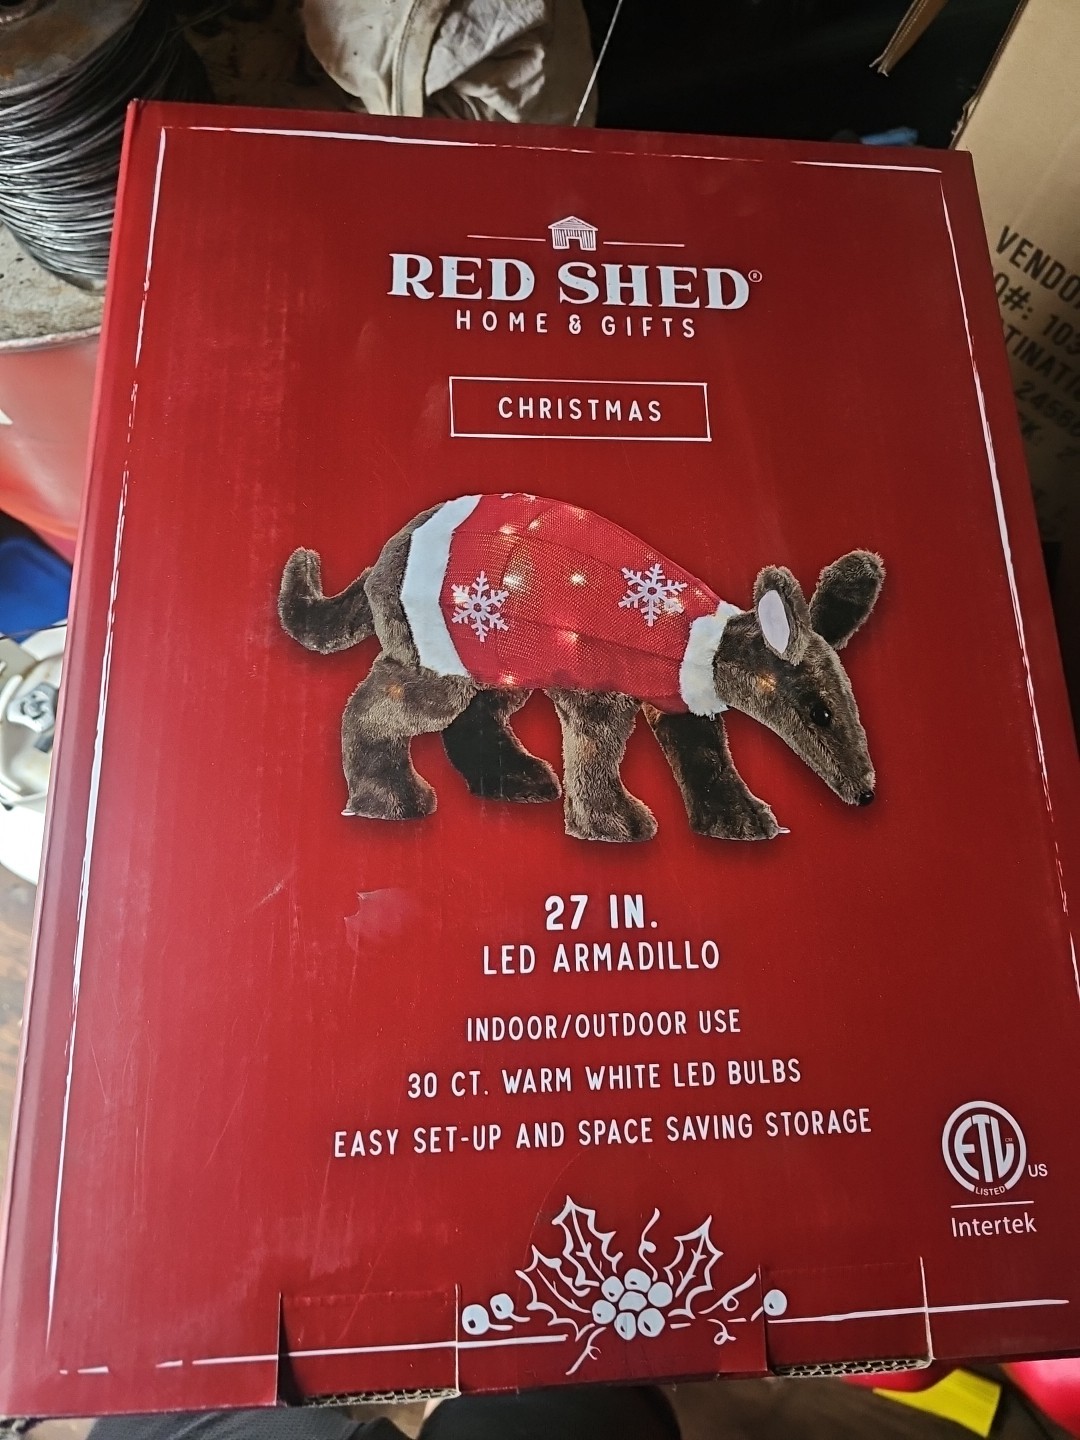 RED SHED®
HOME & GIFTS
CHRISTMAS
27 IN.
LED ARMADILLO
INDOOR/OUTDOOR USE
30 CT. WARM WHITE LED BULBS
EASY SET-UP AND SPACE SAVING STORAGE
ETL
LISTED
US
Intertek